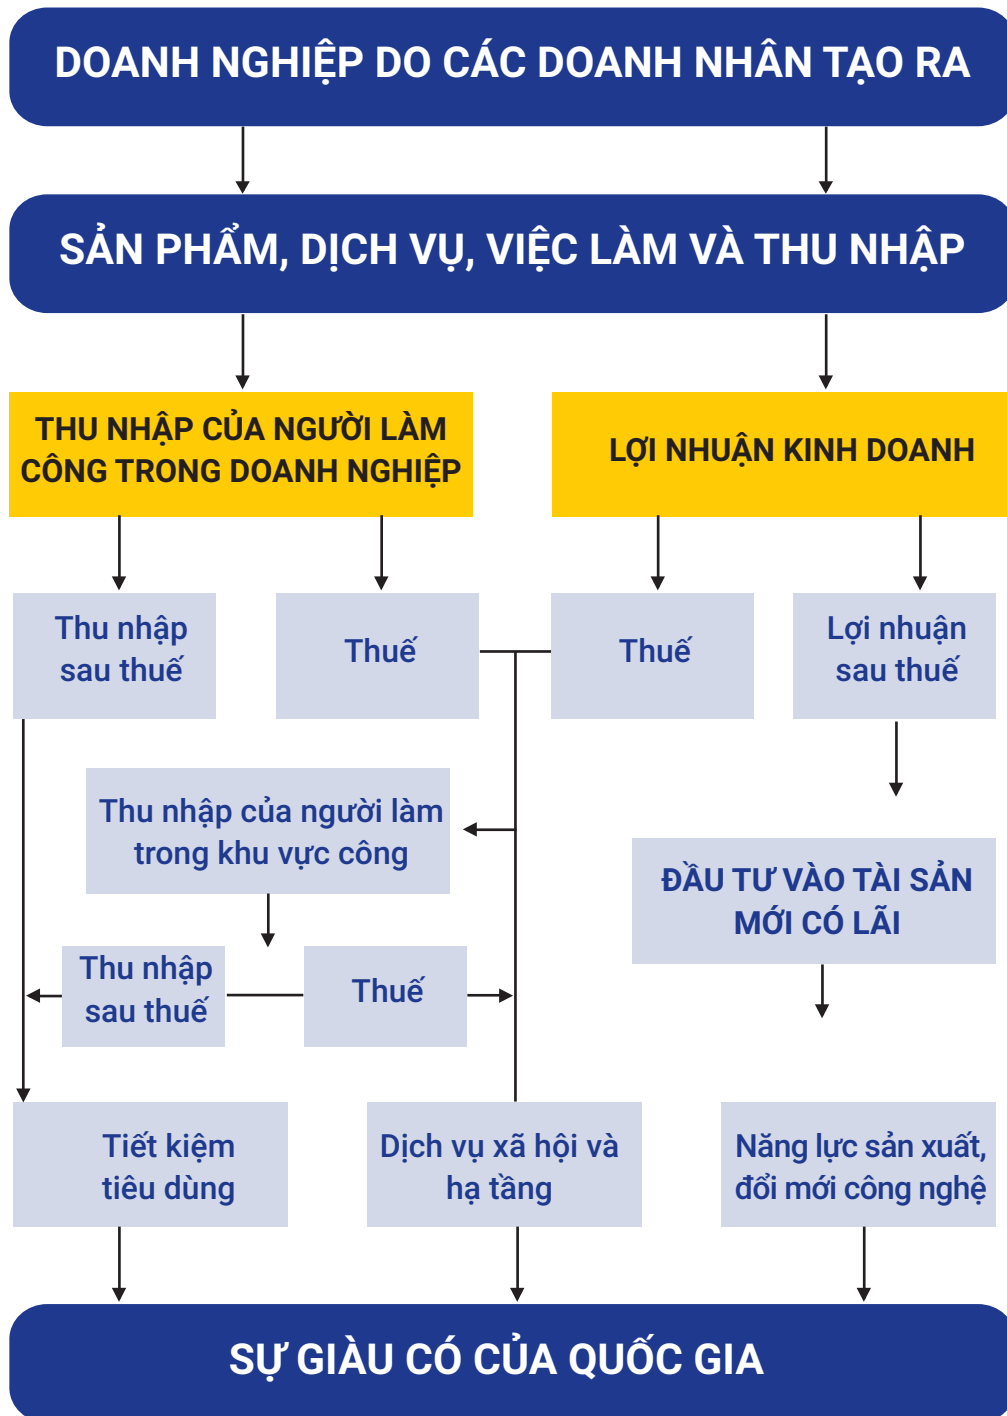 DOANH NGHIỆP DO CÁC DOANH NHÂN TẠO RA
SẢN PHẨM, DỊCH VỤ, VIỆC LÀM VÀ THU NHẬP
THU NHẬP CỦA NGƯỜI LÀM
CÔNG TRONG DOANH NGHIỆP
LỢI NHUẬN KINH DOANH
Thu nhập
sau thuế
Thuế
Thuế
Lợi nhuận
sau thuế
Thu nhập của người làm
trong khu vực công
ĐẦU TƯ VÀO TÀI SẢN
MỚI CÓ LÃI
Thu nhập
sau thuế
Thuế
Tiết kiệm
tiêu dùng
Dịch vụ xã hội và
hạ tầng
Năng lực sản xuất,
đổi mới công nghệ
SỰ GIÀU CÓ CỦA QUỐC GIA